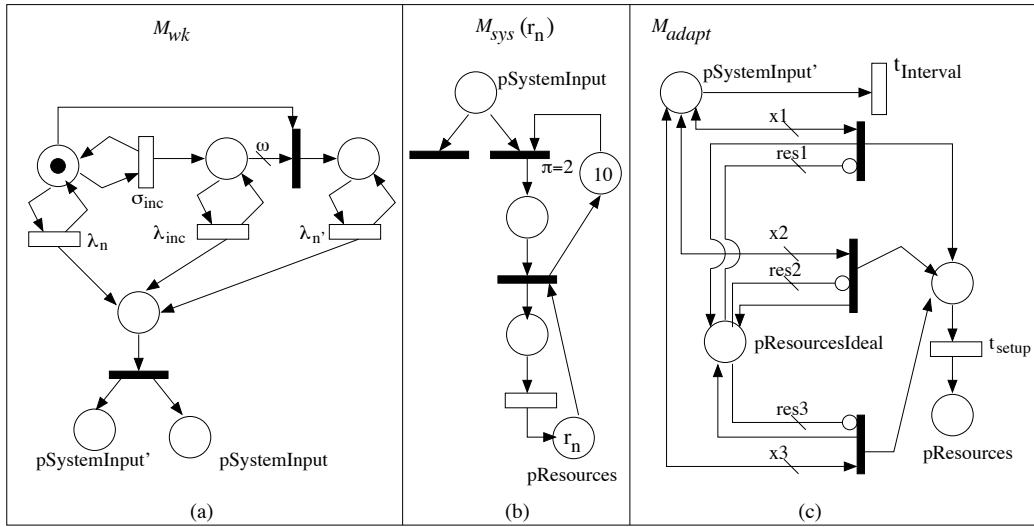 M_wk
ω
σ_inc
λ_n
λ_inc
λ_n'
pSystemInput'
pSystemInput
(a)
M_sys (r_n)
pSystemInput
π=2
10
r_n
pResources
(b)
M_adapt
pSystemInput'
t_Interval
x1
res1
x2
res2
pResourcesIdeal
t_setup
res3
x3
pResources
(c)